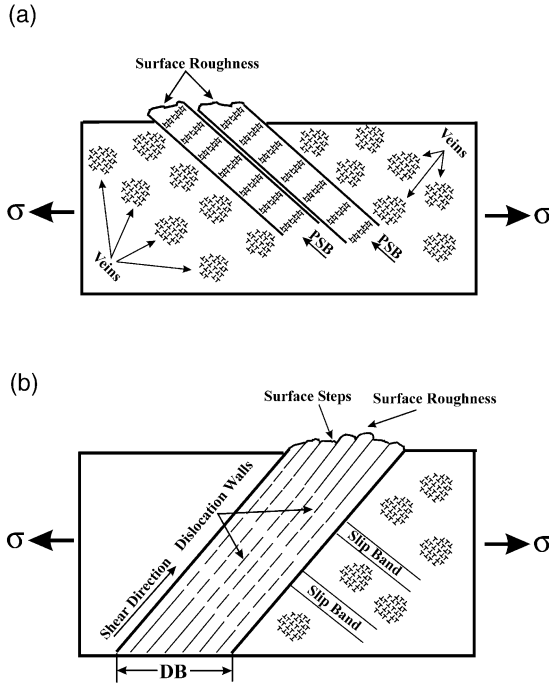 (a)
Surface Roughness
Veins
σ
σ
Veins
PSB
PSB
(b)
Surface Steps
Surface Roughness
Dislocation Walls
σ
σ
Slip Band
Shear Direction
Slip Band
DB